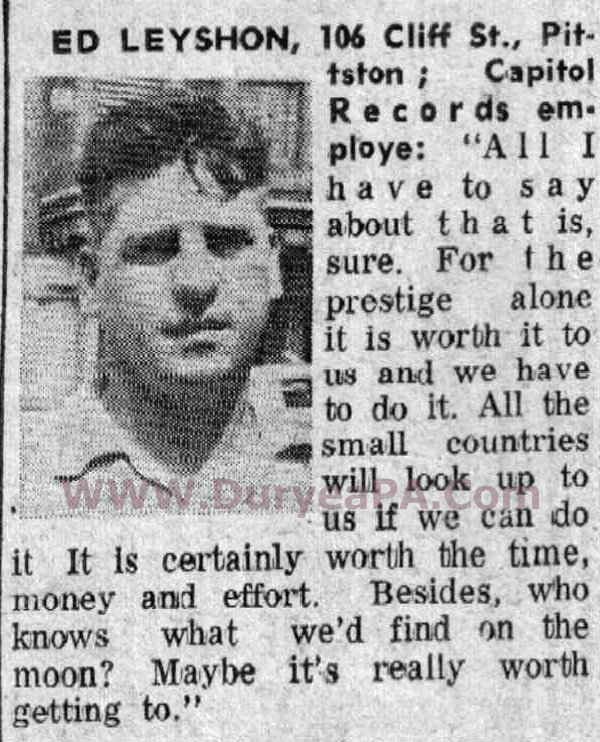 ED LEYSHON, 106 Cliff St., Pit-
tston; Capitol
Records em-
ploye: "All I
have to say
about that is,
sure. For the
prestige alone
it is worth it to
us and we have
to do it. All the
small countries
will look up to
WWW.DuryeaPA.Com
us if we can do
it It is certainly worth the time,
money and effort. Besides, who
knows what we'd find on the
moon? Maybe it's really worth
getting to."